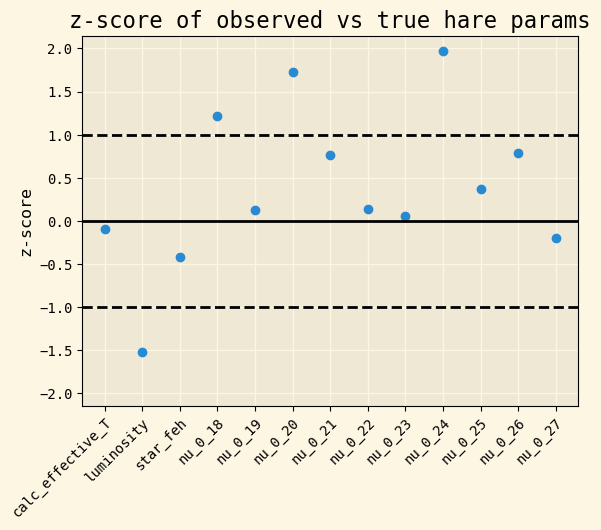 z-score of observed vs true hare params
2.0
1.5
1.0
0.5
0.0
−0.5
−1.0
−1.5
−2.0
z-score
calc_effective_T
luminosity
star_feh
nu_0_18
nu_0_19
nu_0_20
nu_0_21
nu_0_22
nu_0_23
nu_0_24
nu_0_25
nu_0_26
nu_0_27